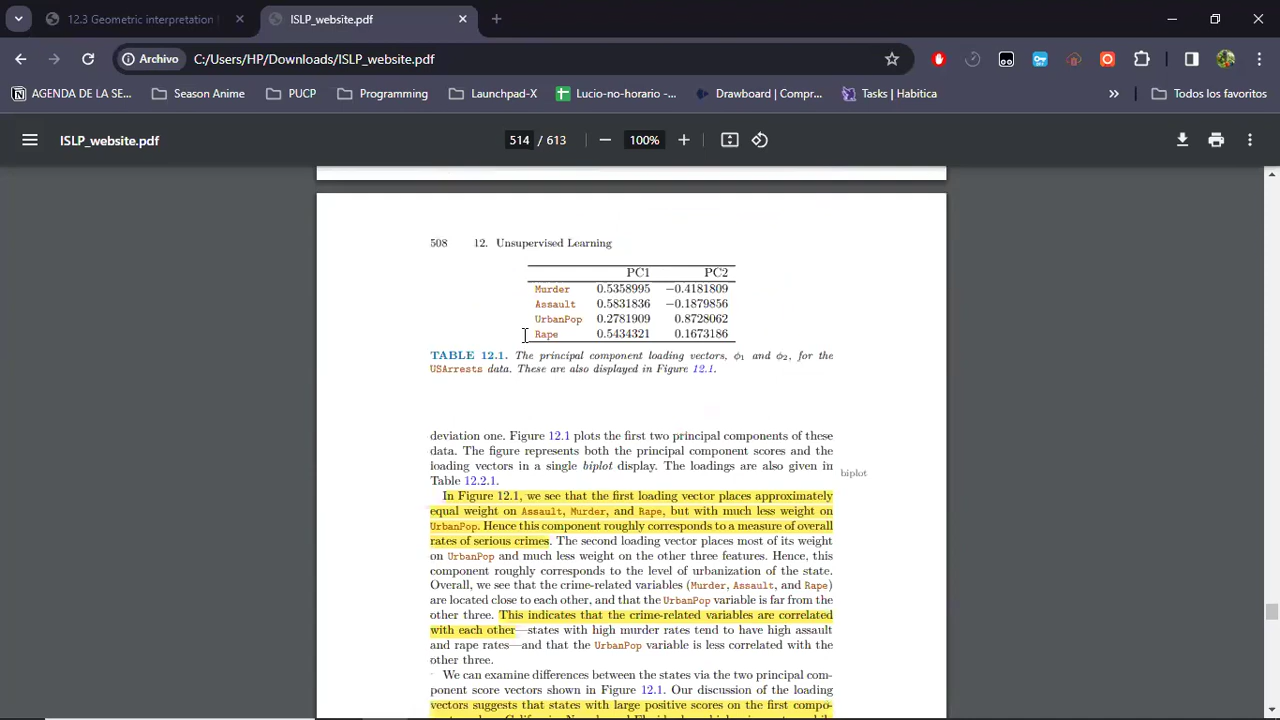 12.3 Geometric interpretation
ISLP_website.pdf
Archivo
C:/Users/HP/Downloads/ISLP_website.pdf
AGENDA DE LA SE...
Season Anime
PUCP
Programming
Launchpad-X
Lucio-no-horario -...
Drawboard | Compr...
Tasks | Habitica
Todos los favoritos
ISLP_website.pdf
514 / 613
100%
508 12. Unsupervised Learning
PC1 PC2
Murder 0.5358995 −0.4181809
Assault 0.5831836 −0.1879856
UrbanPop 0.2781909 0.8728062
Rape 0.5434321 0.1673186
TABLE 12.1. The principal component loading vectors, ϕ1 and ϕ2, for the
USArrests data. These are also displayed in Figure 12.1.
deviation one. Figure 12.1 plots the first two principal components of these
data. The figure represents both the principal component scores and the
loading vectors in a single biplot display. The loadings are also given in
biplot
Table 12.2.1.
In Figure 12.1, we see that the first loading vector places approximately
equal weight on Assault, Murder, and Rape, but with much less weight on
UrbanPop. Hence this component roughly corresponds to a measure of overall
rates of serious crimes. The second loading vector places most of its weight
on UrbanPop and much less weight on the other three features. Hence, this
component roughly corresponds to the level of urbanization of the state.
Overall, we see that the crime-related variables (Murder, Assault, and Rape)
are located close to each other, and that the UrbanPop variable is far from the
other three. This indicates that the crime-related variables are correlated
with each other—states with high murder rates tend to have high assault
and rape rates—and that the UrbanPop variable is less correlated with the
other three.
We can examine differences between the states via the two principal com-
ponent score vectors shown in Figure 12.1. Our discussion of the loading
vectors suggests that states with large positive scores on the first compo-